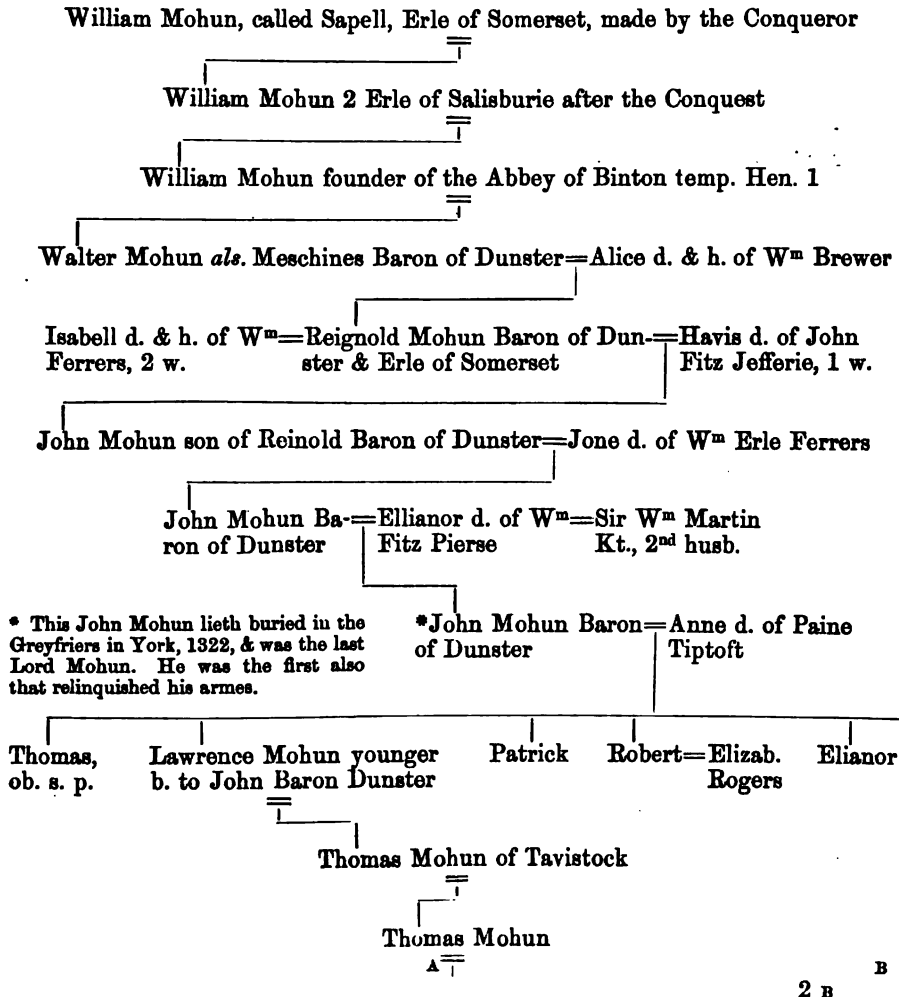 William Mohun, called Sapell, Erle of Somerset, made by the Conqueror
William Mohun 2 Erle of Salisburie after the Conquest
William Mohun founder of the Abbey of Binton temp. Hen. 1
Walter Mohun als. Meschines Baron of Dunster=Alice d. & h. of Wᵐ Brewer
Isabell d. & h. of Wᵐ=Reignold Mohun Baron of Dun-=Havis d. of John
Ferrers, 2 w. ster & Erle of Somerset Fitz Jefferie, 1 w.
John Mohun son of Reinold Baron of Dunster=Jone d. of Wᵐ Erle Ferrers
John Mohun Ba-=Ellianor d. of Wᵐ=Sir Wᵐ Martin
ron of Dunster Fitz Pierse Kt., 2ⁿᵈ husb.
* This John Mohun lieth buried in the
Greyfriers in York, 1322, & was the last
Lord Mohun. He was the first also
that relinquished his armes.
*John Mohun Baron=Anne d. of Paine
of Dunster Tiptoft
Thomas, Lawrence Mohun younger Patrick Robert=Elizab. Elianor
ob. s. p. b. to John Baron Dunster Rogers
Thomas Mohun of Tavistock
Thomas Mohun
A
B
2 B